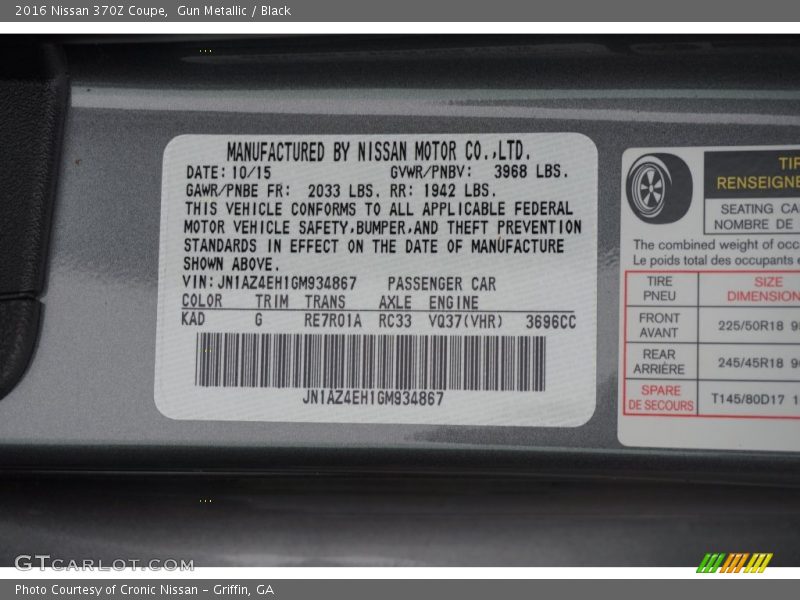 2016 Nissan 370Z Coupe,  Gun Metallic / Black
MANUFACTURED BY NISSAN MOTOR CO.,LTD.
DATE: 10/15 GVWR/PNBV: 3968 LBS.
GAWR/PNBE FR: 2033 LBS. RR: 1942 LBS.
THIS VEHICLE CONFORMS TO ALL APPLICABLE FEDERAL
MOTOR VEHICLE SAFETY,BUMPER,AND THEFT PREVENTION
STANDARDS IN EFFECT ON THE DATE OF MANUFACTURE
SHOWN ABOVE.
VIN: JN1AZ4EH1GM934867 PASSENGER CAR
COLOR TRIM TRANS AXLE ENGINE
KAD G RE7R01A RC33 VQ37(VHR) 3696CC
JN1AZ4EH1GM934867
TIR
RENSEIGNE
SEATING CA
NOMBRE DE
The combined weight of occ
Le poids total des occupants
TIRE SIZE
PNEU DIMENSION
FRONT
AVANT
225/50R18
REAR
ARRIÈRE
245/45R18
SPARE
DE SECOURS
T145/80D17 1
GTCARLOT.COM
Photo Courtesy of Cronic Nissan – Griffin, GA